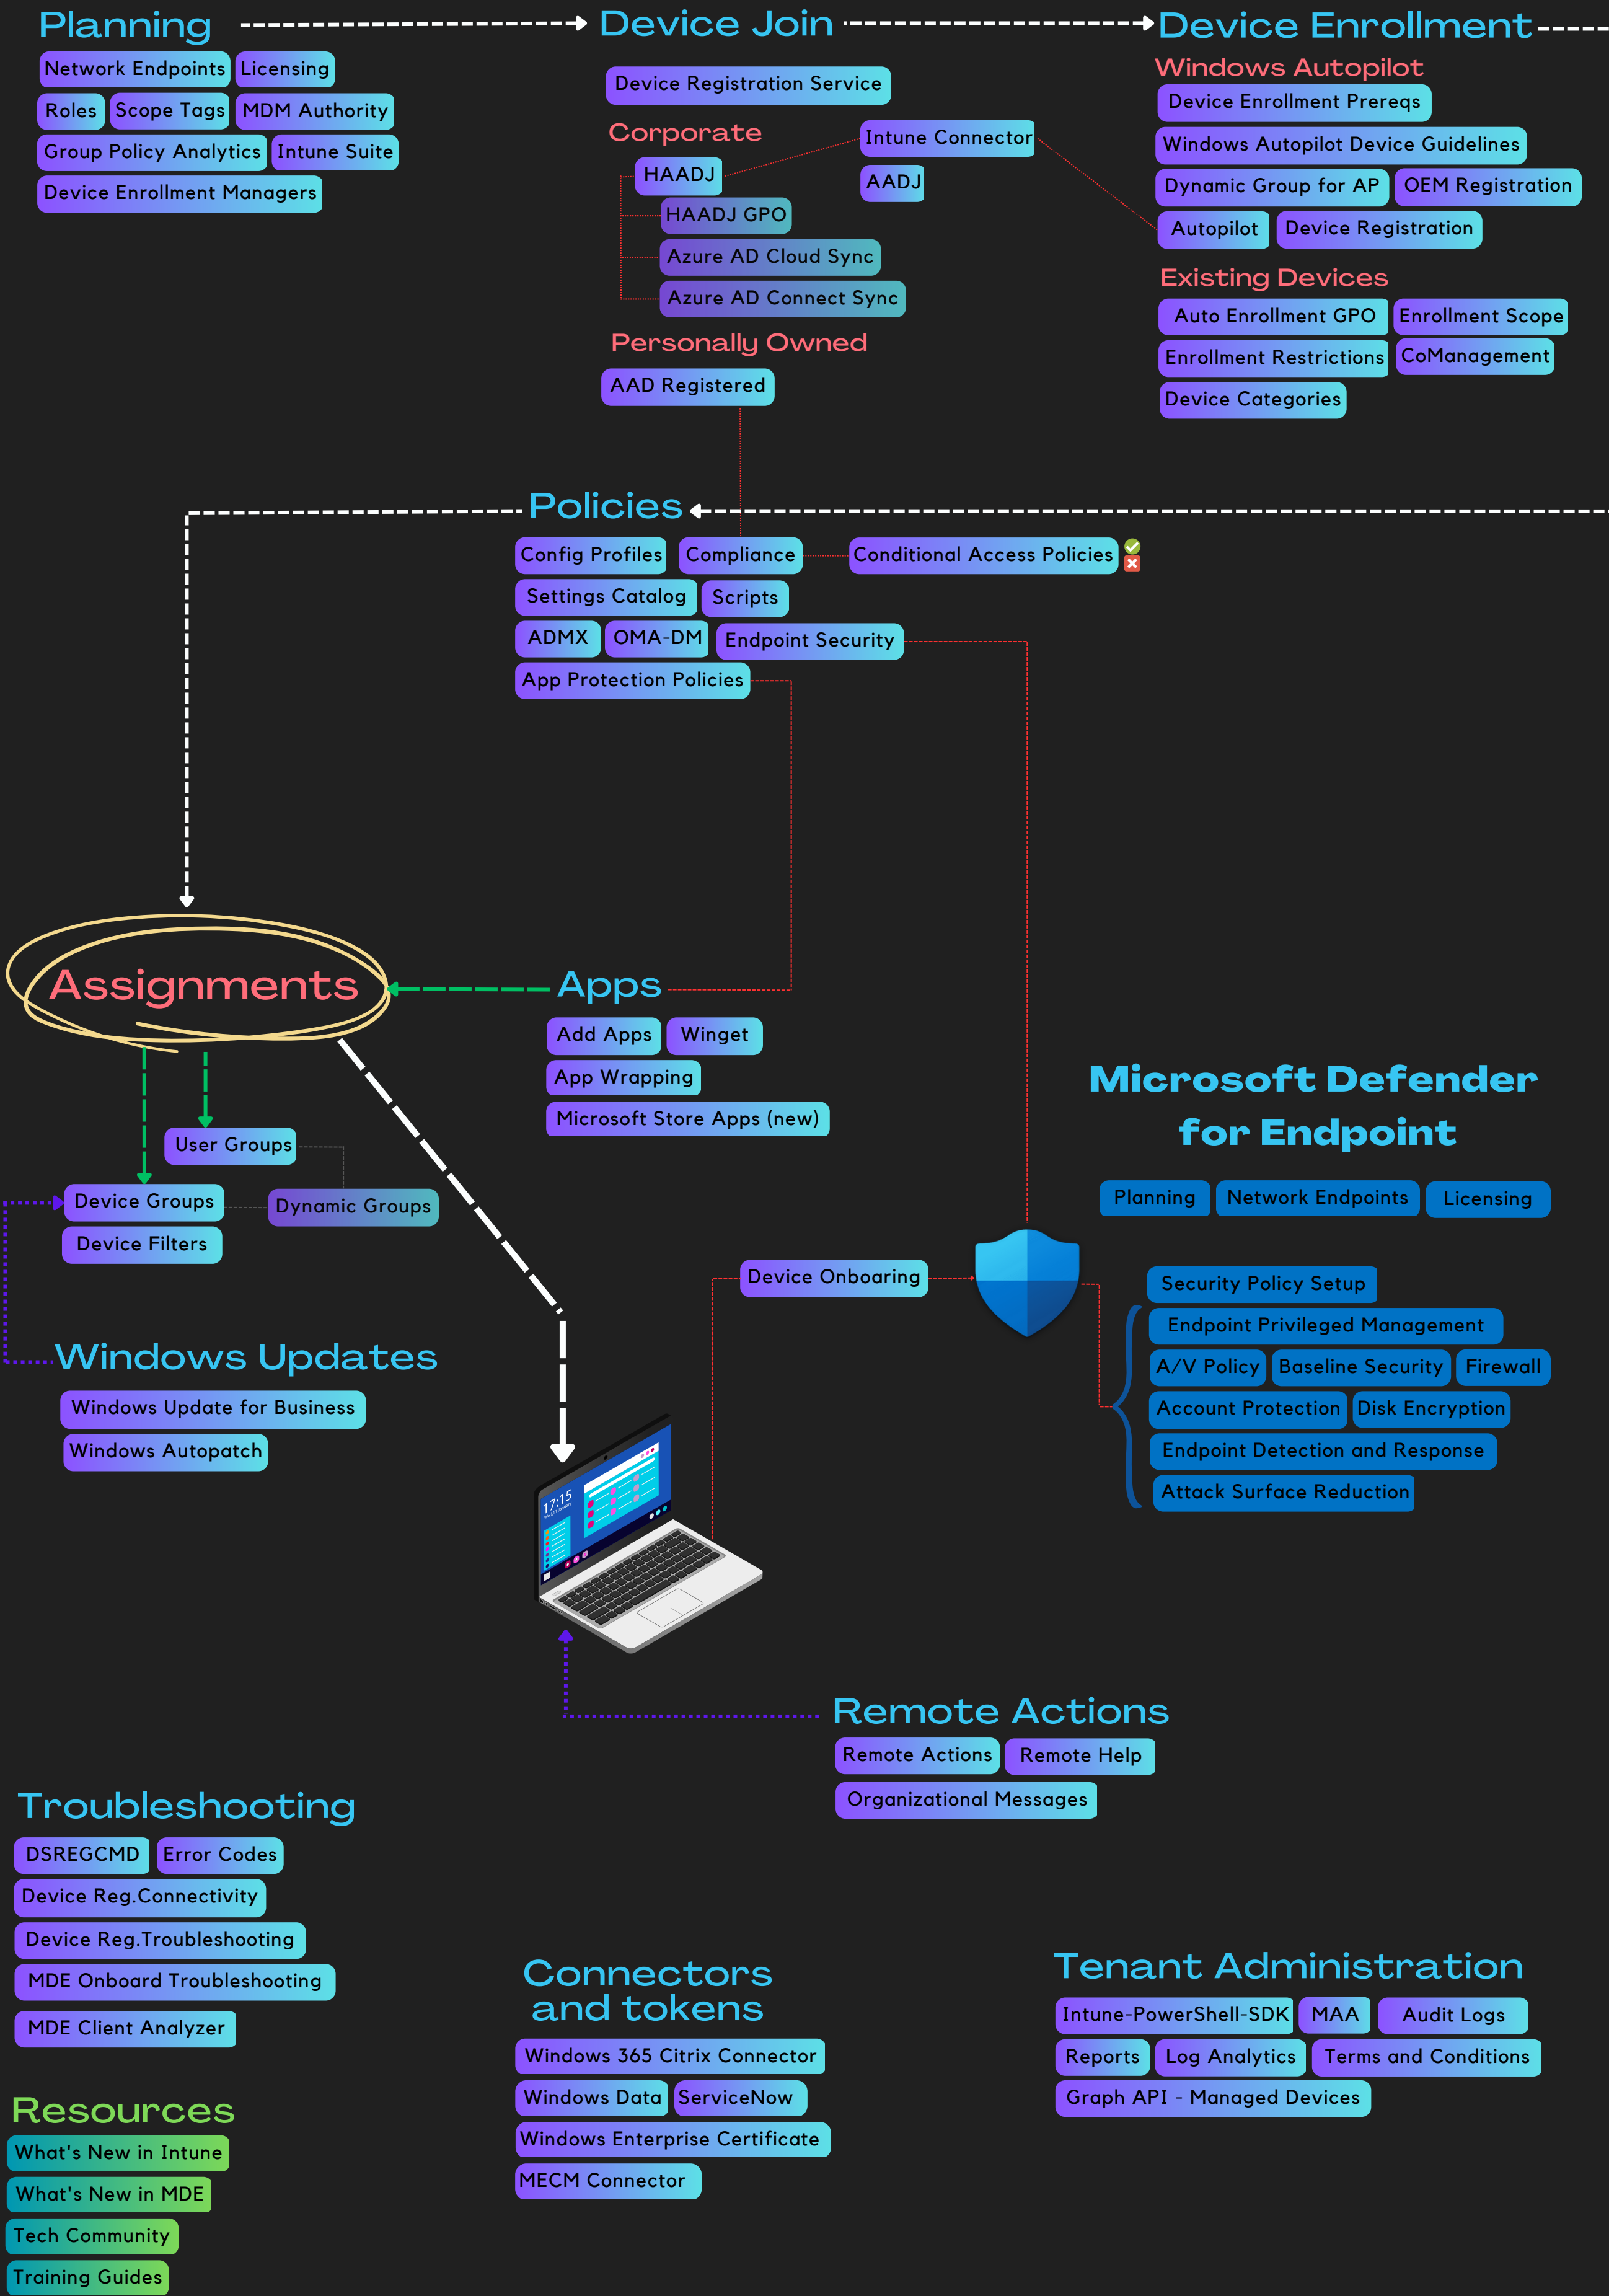 Planning
Network Endpoints
Licensing
Roles
Scope Tags
MDM Authority
Group Policy Analytics
Intune Suite
Device Enrollment Managers
Device Join
Device Registration Service
Corporate
Intune Connector
HAADJ
AADJ
HAADJ GPO
Azure AD Cloud Sync
Azure AD Connect Sync
Personally Owned
AAD Registered
Device Enrollment
Windows Autopilot
Device Enrollment Prereqs
Windows Autopilot Device Guidelines
Dynamic Group for AP
OEM Registration
Autopilot
Device Registration
Existing Devices
Auto Enrollment GPO
Enrollment Scope
Enrollment Restrictions
CoManagement
Device Categories
Policies
Config Profiles
Compliance
Conditional Access Policies
Settings Catalog
Scripts
ADMX
OMA-DM
Endpoint Security
App Protection Policies
Assignments
User Groups
Device Groups
Dynamic Groups
Device Filters
Apps
Add Apps
Winget
App Wrapping
Microsoft Store Apps (new)
Microsoft Defender
for Endpoint
Planning
Network Endpoints
Licensing
Device Onboaring
Security Policy Setup
Endpoint Privileged Management
A/V Policy
Baseline Security
Firewall
Account Protection
Disk Encryption
Endpoint Detection and Response
Attack Surface Reduction
Windows Updates
Windows Update for Business
Windows Autopatch
17:15
Remote Actions
Remote Actions
Remote Help
Organizational Messages
Troubleshooting
DSREGCMD
Error Codes
Device Reg.Connectivity
Device Reg.Troubleshooting
MDE Onboard Troubleshooting
MDE Client Analyzer
Connectors
and tokens
Windows 365 Citrix Connector
Windows Data
ServiceNow
Windows Enterprise Certificate
MECM Connector
Tenant Administration
Intune-PowerShell-SDK
MAA
Audit Logs
Reports
Log Analytics
Terms and Conditions
Graph API - Managed Devices
Resources
What's New in Intune
What's New in MDE
Tech Community
Training Guides